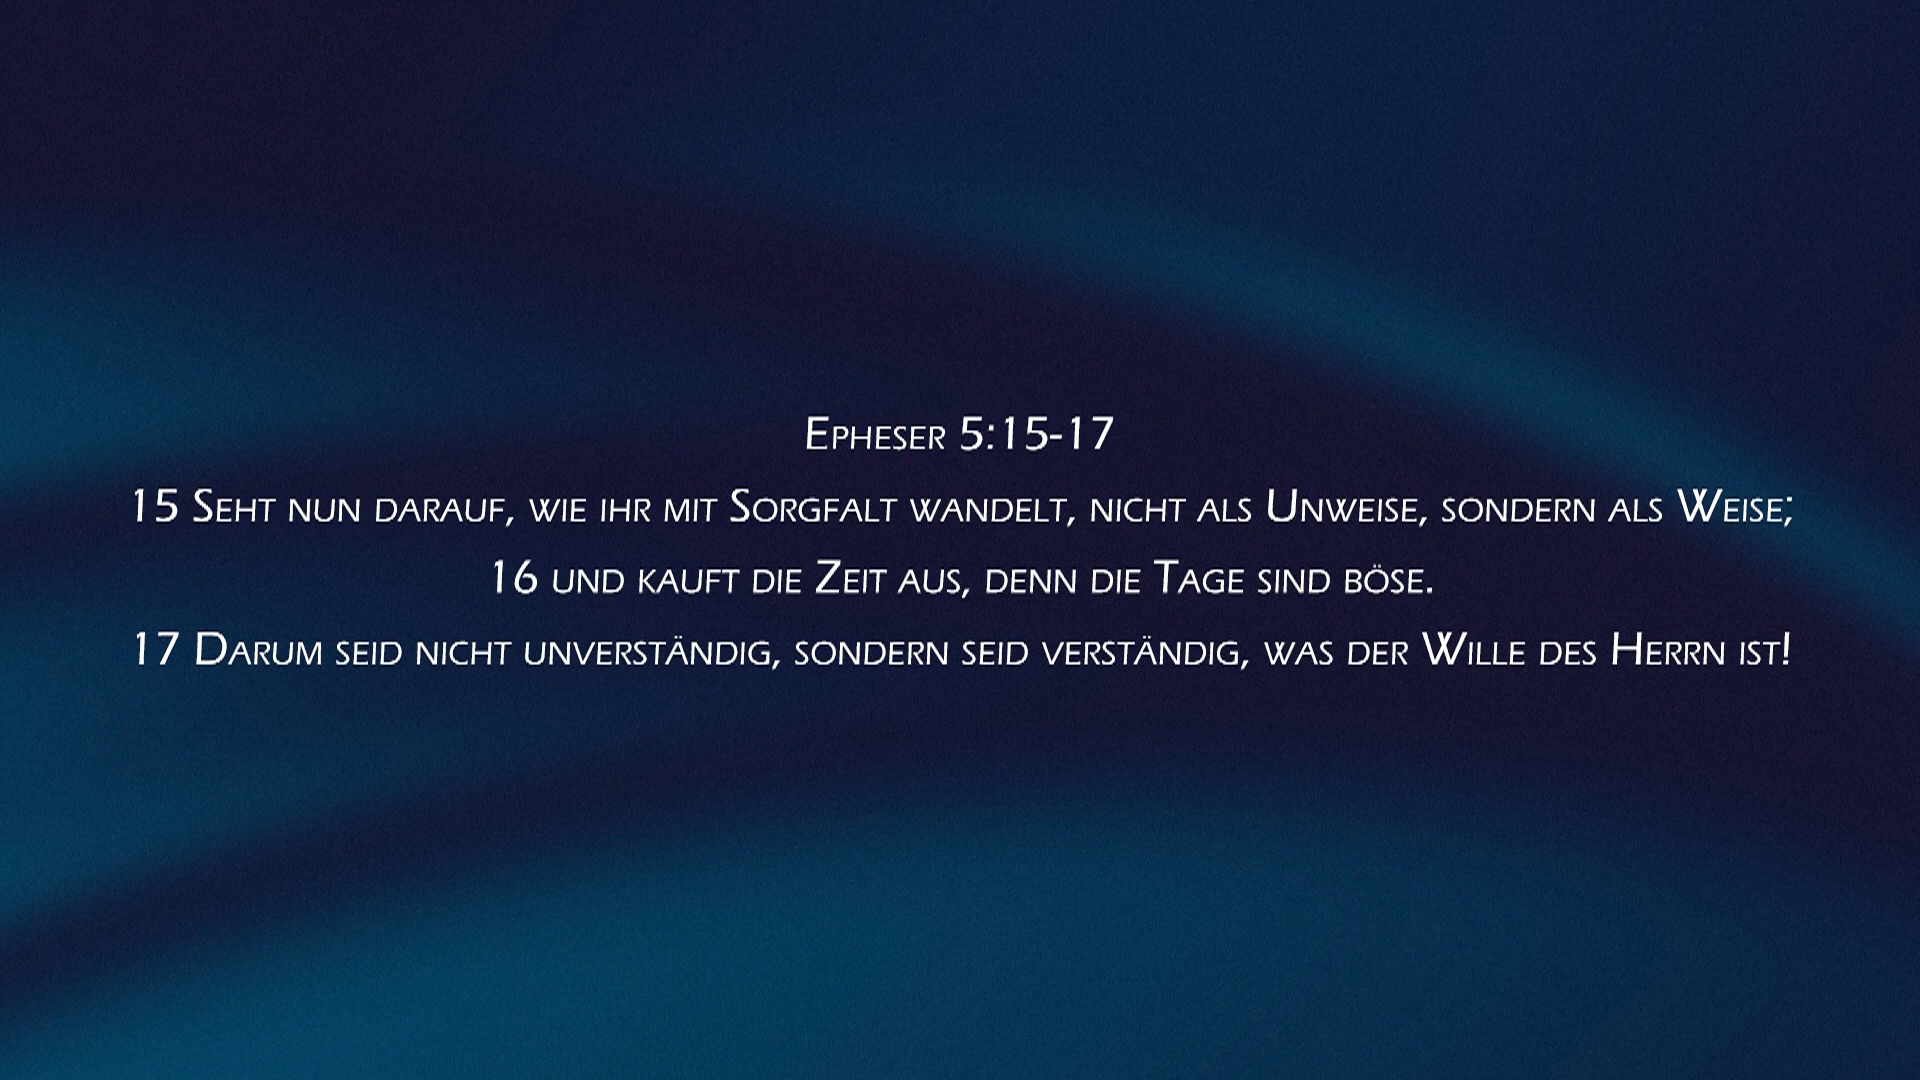 Epheser 5:15-17
15 Seht nun darauf, wie ihr mit Sorgfalt wandelt, nicht als Unweise, sondern als Weise;
16 und kauft die Zeit aus, denn die Tage sind böse.
17 Darum seid nicht unverständig, sondern seid verständig, was der Wille des Herrn ist!